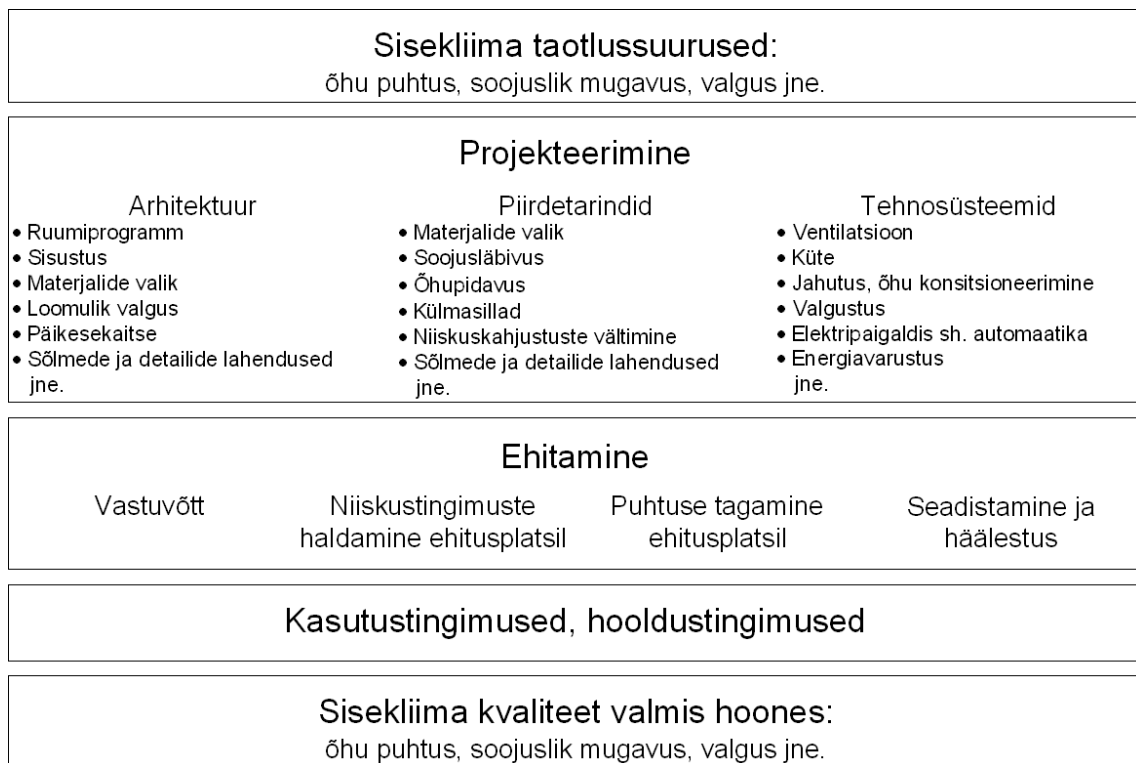 Sisekliima taotlussuurused:
õhu puhtus, soojuslik mugavus, valgus jne.
Projekteerimine
Arhitektuur
• Ruumiprogramm
• Sisustus
• Materjalide valik
• Loomulik valgus
• Päikesekaitse
• Sõlmede ja detailide lahendused
jne.
Piirdetarindid
• Materjalide valik
• Soojusläbivus
• Õhupidavus
• Külmasillad
• Niiskuskahjustuste vältimine
• Sõlmede ja detailide lahendused
jne.
Tehnosüsteemid
• Ventilatsioon
• Küte
• Jahutus, õhu konsitsioneerimine
• Valgustus
• Elektripaigaldis sh. automaatika
• Energiavarustus
jne.
Ehitamine
Vastuvõtt
Niiskustingimuste
haldamine ehitusplatsil
Puhtuse tagamine
ehitusplatsil
Seadistamine ja
häälestus
Kasutustingimused, hooldustingimused
Sisekliima kvaliteet valmis hoones:
õhu puhtus, soojuslik mugavus, valgus jne.